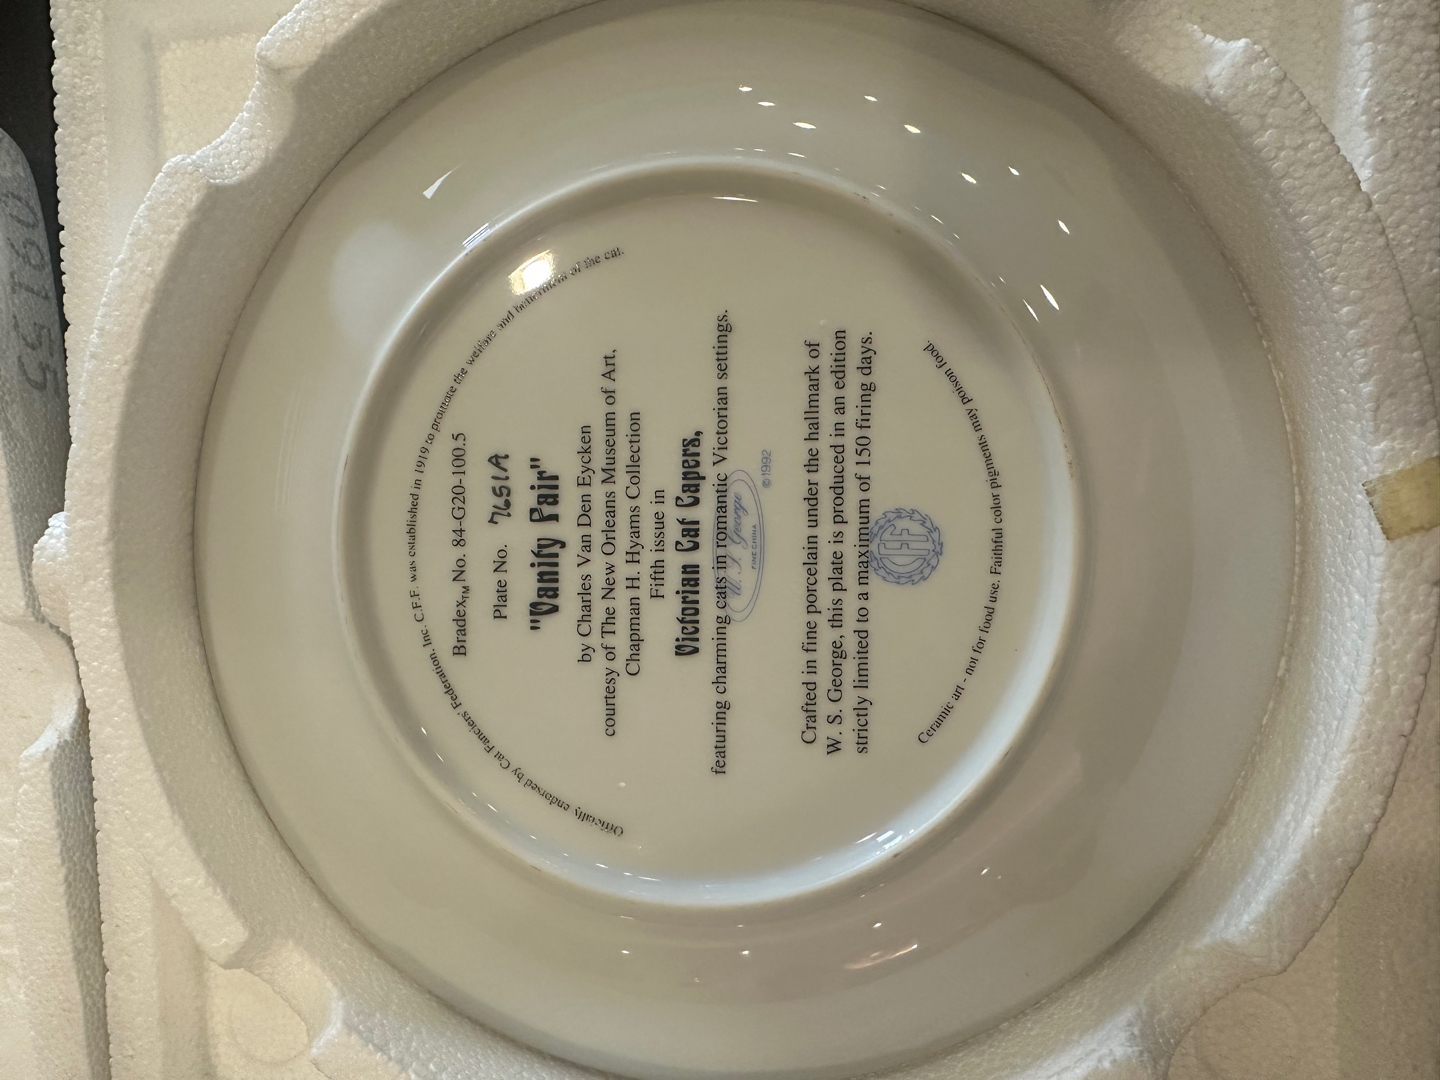 Officially endorsed by Cat Fanciers' Federation, Inc. C.F.F. was established in 1919 to promote the welfare and betterment of the cat.
Bradex™ No. 84-G20-100.5
Plate No. 7651A
"Vanity Fair"
by Charles Van Den Eycken
courtesy of The New Orleans Museum of Art,
Chapman H. Hyams Collection
Fifth issue in
Victorian Cat Capers,
featuring charming cats in romantic Victorian settings.
W. S. George
FINE CHINA
©1992
Crafted in fine porcelain under the hallmark of
W. S. George, this plate is produced in an edition
strictly limited to a maximum of 150 firing days.
CFF
Ceramic art - not for food use. Faithful color pigments may poison food.